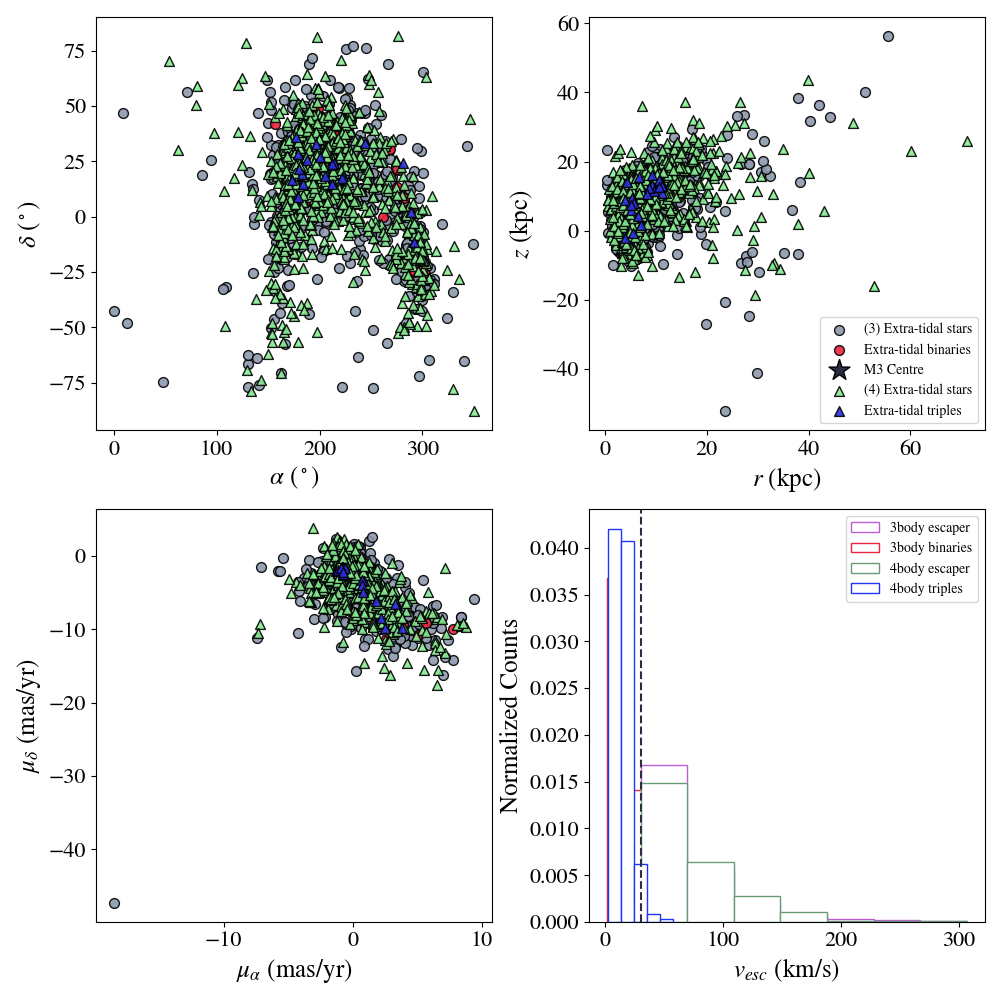 75
50
25
0
−25
−50
−75
δ (°)
0
100
200
300
α (°)
60
40
20
0
−20
−40
z (kpc)
0
20
40
60
r (kpc)
(3) Extra-tidal stars
Extra-tidal binaries
M3 Centre
(4) Extra-tidal stars
Extra-tidal triples
0
−10
−20
−30
−40
μδ (mas/yr)
−10
0
10
μα (mas/yr)
0.040
0.035
0.030
0.025
0.020
0.015
0.010
0.005
0.000
Normalized Counts
0
100
200
300
vesc (km/s)
3body escaper
3body binaries
4body escaper
4body triples